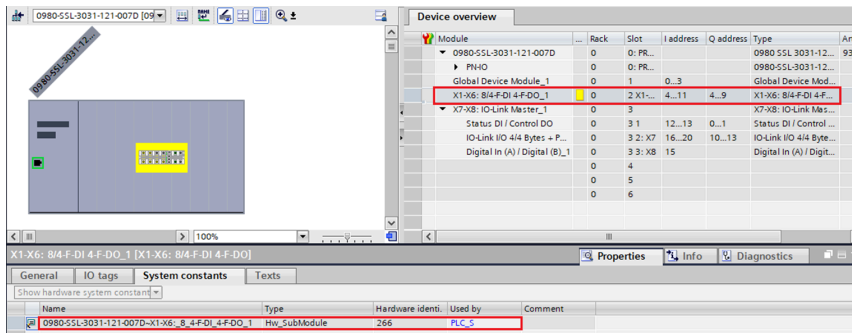 0980-SSL-3031-121-007D [09
0980-SSL-3031-12...
100%
Device overview
Module ... Rack Slot I address Q address Type
0980-SSL-3031-121-007D 0 0: PR... 0980 SSL 3031-12... 93
PN-IO 0 0: PR... 0980-SSL-3031-12...
Global Device Module_1 0 1 0...3 Global Device Mod...
X1-X6: 8/4-F-DI 4-F-DO_1 0 2 X1-... 4...11 4...9 X1-X6: 8/4-F-DI 4-F...
X7-X8: IO-Link Master_1 0 3 X7-X8: IO-Link Mas...
Status DI / Control DO 0 3 1 12...13 0...1 Status DI / Control ...
IO-Link I/O 4/4 Bytes + P... 0 3 2: X7 16...20 10...13 IO-Link I/O 4/4 Byte...
Digital In (A) / Digital (B)_1 0 3 3: X8 15 Digital In (A) / Digit...
0 4
0 5
0 6
X1-X6: 8/4-F-DI 4-F-DO_1 [X1-X6: 8/4-F-DI 4-F-DO]
Properties Info Diagnostics
General IO tags System constants Texts
Show hardware system constant
Name Type Hardware identi. Used by Comment
0980-SSL-3031-121-007D~X1-X6:_8_4-F-DI_4-F-DO_1 Hw_SubModule 266 PLC_S